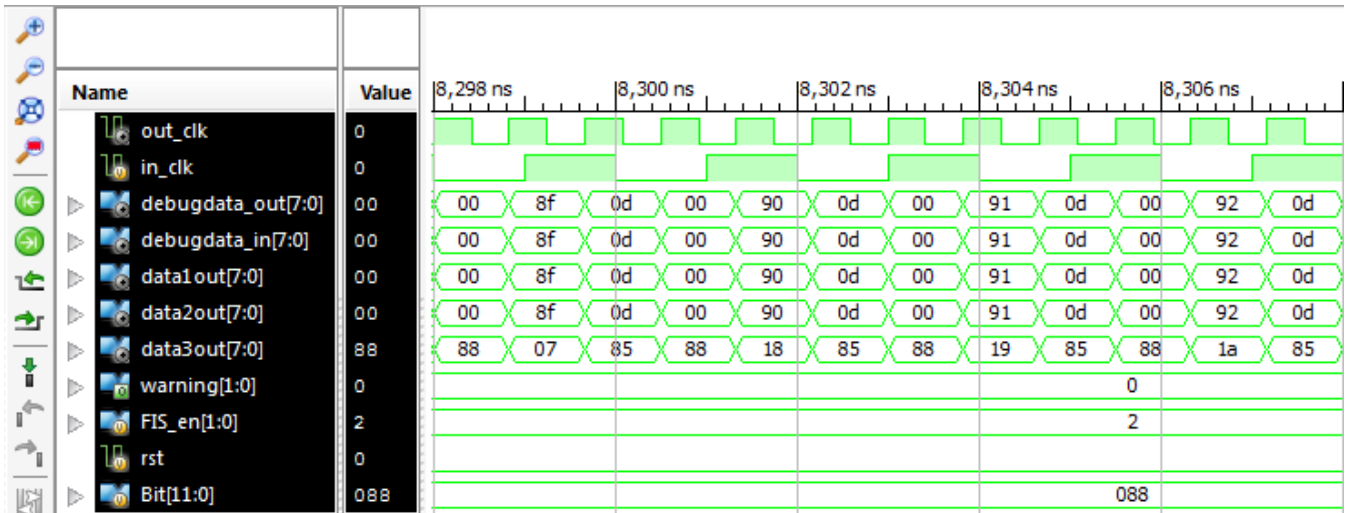 Name Value 8,298 ns 8,300 ns 8,302 ns 8,304 ns 8,306 ns
out_clk 0
in_clk 0
debugdata_out[7:0] 00 00 8f 0d 00 90 0d 00 91 0d 00 92 0d
debugdata_in[7:0] 00 00 8f 0d 00 90 0d 00 91 0d 00 92 0d
data1out[7:0] 00 00 8f 0d 00 90 0d 00 91 0d 00 92 0d
data2out[7:0] 00 00 8f 0d 00 90 0d 00 91 0d 00 92 0d
data3out[7:0] 88 88 07 85 88 18 85 88 19 85 88 1a 85
warning[1:0] 0 0
FIS_en[1:0] 2 2
rst 0
Bit[11:0] 088 088